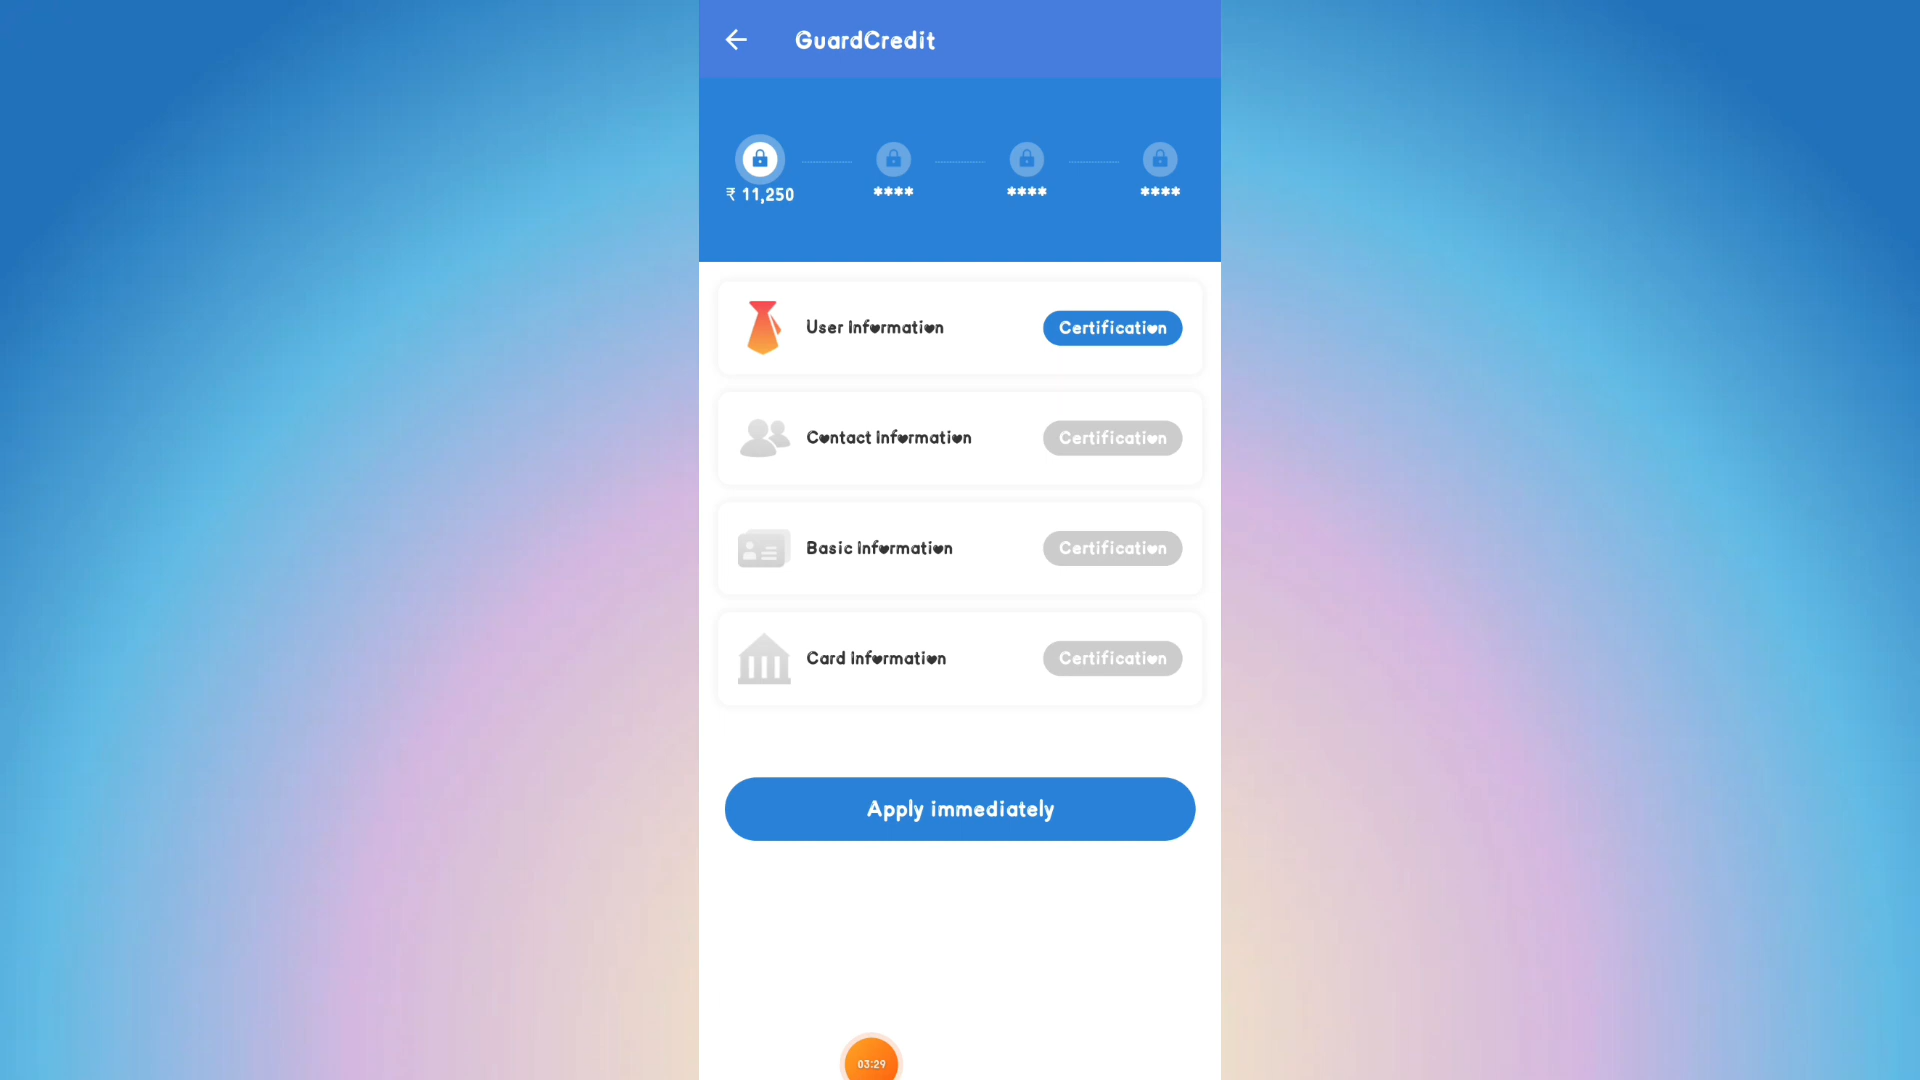 GuardCredit
₹ 11,250
****
****
****
User Information
Certification
Contact Information
Certification
Basic Information
Certification
Card Information
Certification
Apply immediately
03:29